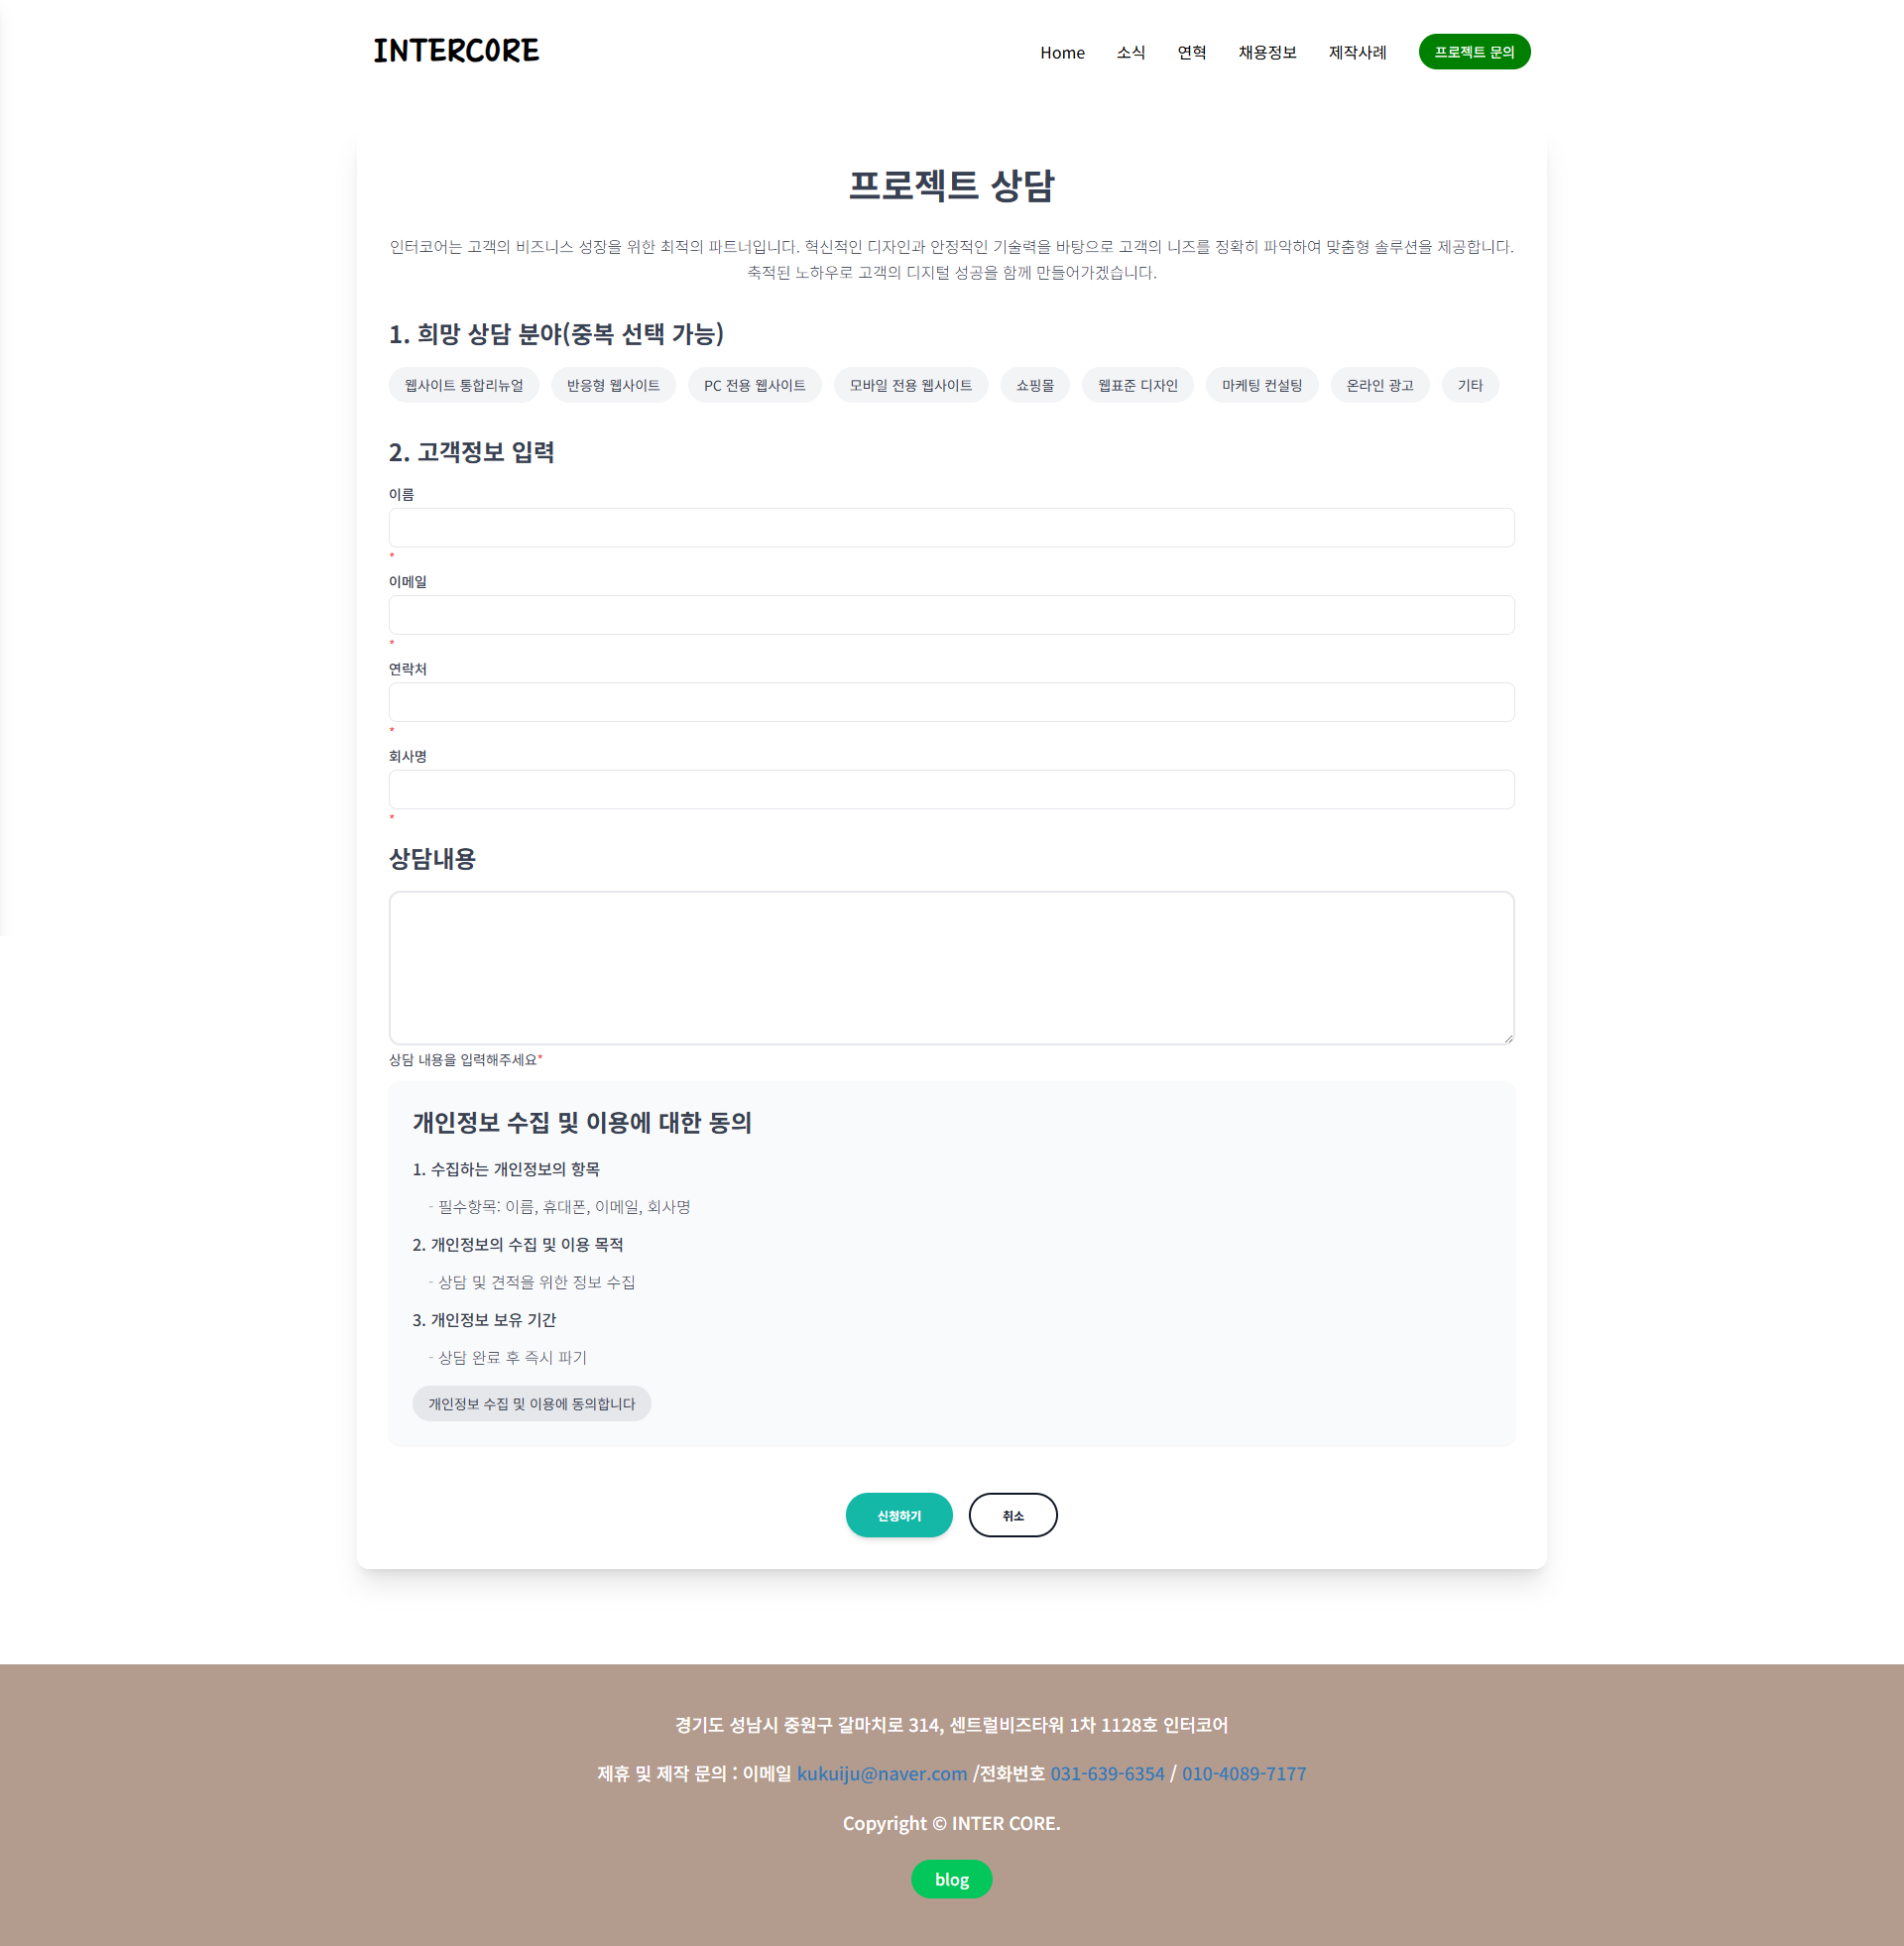 INTERCORE
Home 소식 연혁 채용정보 제작사례 프로젝트 문의
프로젝트 상담
인터코어는 고객의 비즈니스 성장을 위한 최적의 파트너입니다. 혁신적인 디자인과 안정적인 기술력을 바탕으로 고객의 니즈를 정확히 파악하여 맞춤형 솔루션을 제공합니다.
축적된 노하우로 고객의 디지털 성공을 함께 만들어가겠습니다.
1. 희망 상담 분야(중복 선택 가능)
웹사이트 통합리뉴얼 반응형 웹사이트 PC 전용 웹사이트 모바일 전용 웹사이트 쇼핑몰 웹표준 디자인 마케팅 컨설팅 온라인 광고 기타
2. 고객정보 입력
이름
*
이메일
*
연락처
*
회사명
*
상담내용
상담 내용을 입력해주세요*
개인정보 수집 및 이용에 대한 동의
1. 수집하는 개인정보의 항목
- 필수항목: 이름, 휴대폰, 이메일, 회사명
2. 개인정보의 수집 및 이용 목적
- 상담 및 견적을 위한 정보 수집
3. 개인정보 보유 기간
- 상담 완료 후 즉시 파기
개인정보 수집 및 이용에 동의합니다
신청하기 취소
경기도 성남시 중원구 갈마치로 314, 센트럴비즈타워 1차 1128호 인터코어
제휴 및 제작 문의 : 이메일 kukuiju@naver.com /전화번호 031-639-6354 / 010-4089-7177
Copyright © INTER CORE.
blog